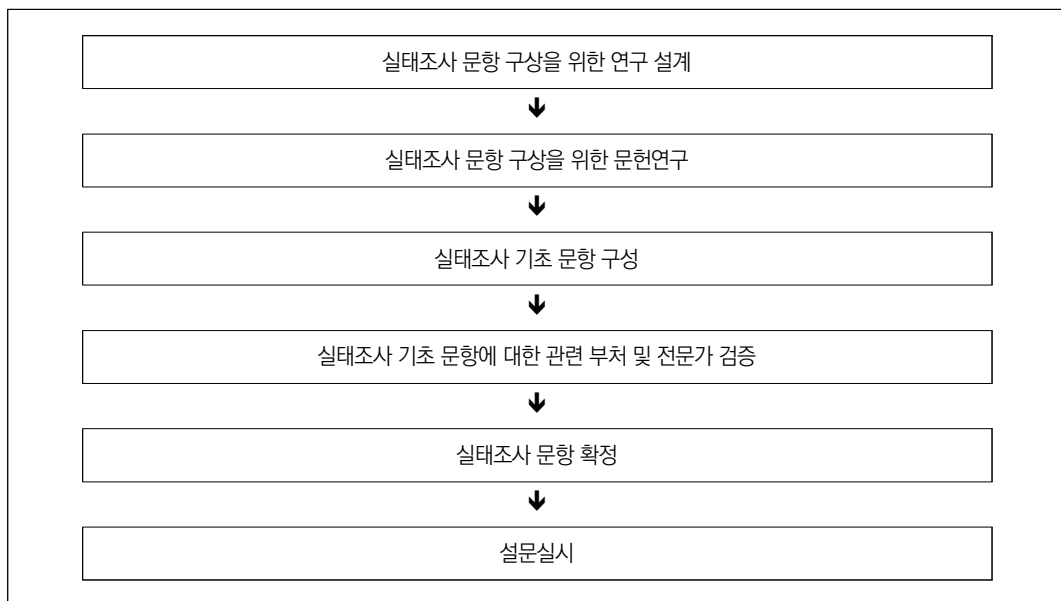 실태조사 문항 구상을 위한 연구 설계
실태조사 문항 구상을 위한 문헌연구
실태조사 기초 문항 구성
실태조사 기초 문항에 대한 관련 부처 및 전문가 검증
실태조사 문항 확정
설문실시